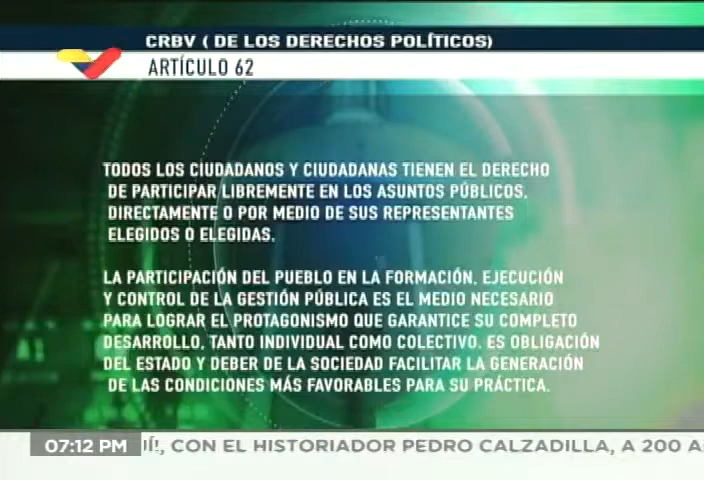 CRBV ( DE LOS DERECHOS POLÍTICOS)
ARTÍCULO 62
TODOS LOS CIUDADANOS Y CIUDADANAS TIENEN EL DERECHO
DE PARTICIPAR LIBREMENTE EN LOS ASUNTOS PÚBLICOS,
DIRECTAMENTE O POR MEDIO DE SUS REPRESENTANTES
ELEGIDOS O ELEGIDAS.
LA PARTICIPACIÓN DEL PUEBLO EN LA FORMACIÓN, EJECUCIÓN
Y CONTROL DE LA GESTIÓN PÚBLICA ES EL MEDIO NECESARIO
PARA LOGRAR EL PROTAGONISMO QUE GARANTICE SU COMPLETO
DESARROLLO, TANTO INDIVIDUAL COMO COLECTIVO. ES OBLIGACIÓN
DEL ESTADO Y DEBER DE LA SOCIEDAD FACILITAR LA GENERACIÓN
DE LAS CONDICIONES MÁS FAVORABLES PARA SU PRÁCTICA.
07:12 PM CON EL HISTORIADOR PEDRO CALZADILLA, A 200